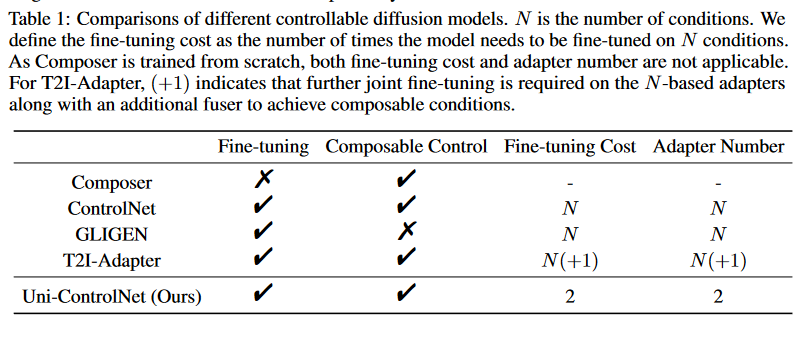 Table 1: Comparisons of different controllable diffusion models. N is the number of conditions. We
define the fine-tuning cost as the number of times the model needs to be fine-tuned on N conditions.
As Composer is trained from scratch, both fine-tuning cost and adapter number are not applicable.
For T2I-Adapter, (+1) indicates that further joint fine-tuning is required on the N-based adapters
along with an additional fuser to achieve composable conditions.
Fine-tuning Composable Control Fine-tuning Cost Adapter Number
Composer ✗ ✔ - -
ControlNet ✔ ✔ N N
GLIGEN ✔ ✗ N N
T2I-Adapter ✔ ✔ N(+1) N(+1)
Uni-ControlNet (Ours) ✔ ✔ 2 2